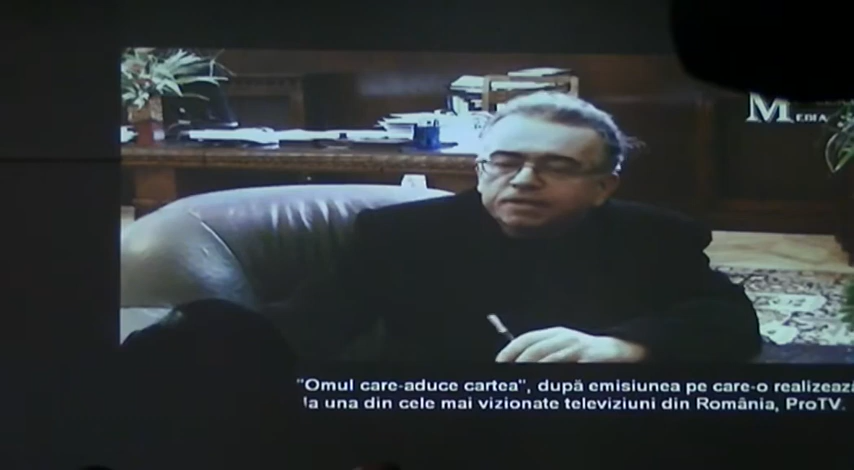 MEDIA
"Omul care-aduce cartea", după emisiunea pe care-o realizează
la una din cele mai vizionate televiziuni din România, ProTV.